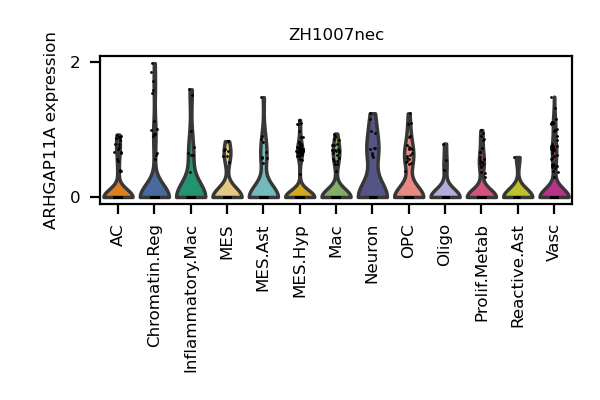 ZH1007nec
ARHGAP11A expression
2
0
AC
Chromatin.Reg
Inflammatory.Mac
MES
MES.Ast
MES.Hyp
Mac
Neuron
OPC
Oligo
Prolif.Metab
Reactive.Ast
Vasc